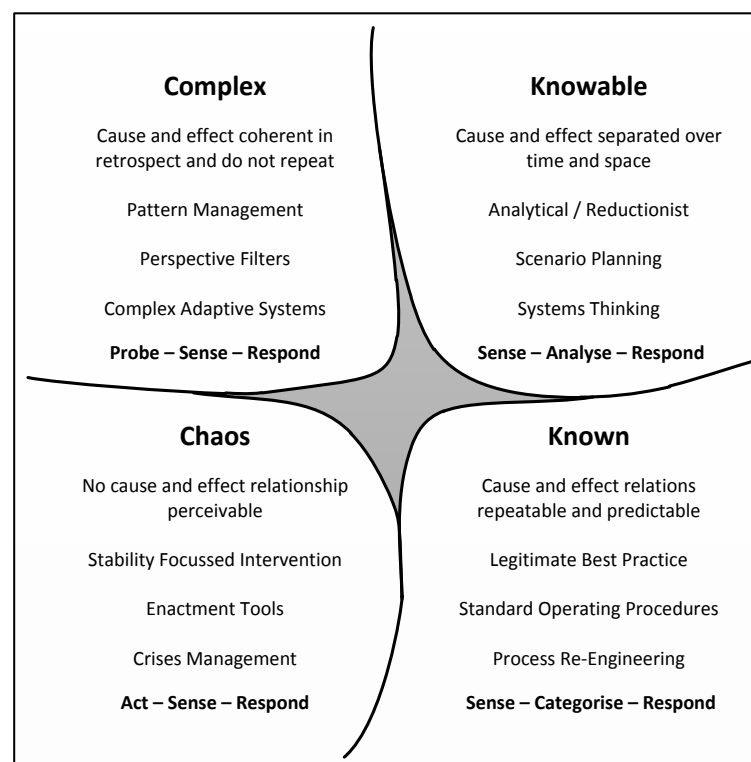 Complex
Cause and effect coherent in
retrospect and do not repeat
Pattern Management
Perspective Filters
Complex Adaptive Systems
Probe – Sense – Respond
Knowable
Cause and effect separated over
time and space
Analytical / Reductionist
Scenario Planning
Systems Thinking
Sense – Analyse – Respond
Chaos
No cause and effect relationship
perceivable
Stability Focussed Intervention
Enactment Tools
Crises Management
Act – Sense – Respond
Known
Cause and effect relations
repeatable and predictable
Legitimate Best Practice
Standard Operating Procedures
Process Re-Engineering
Sense – Categorise – Respond